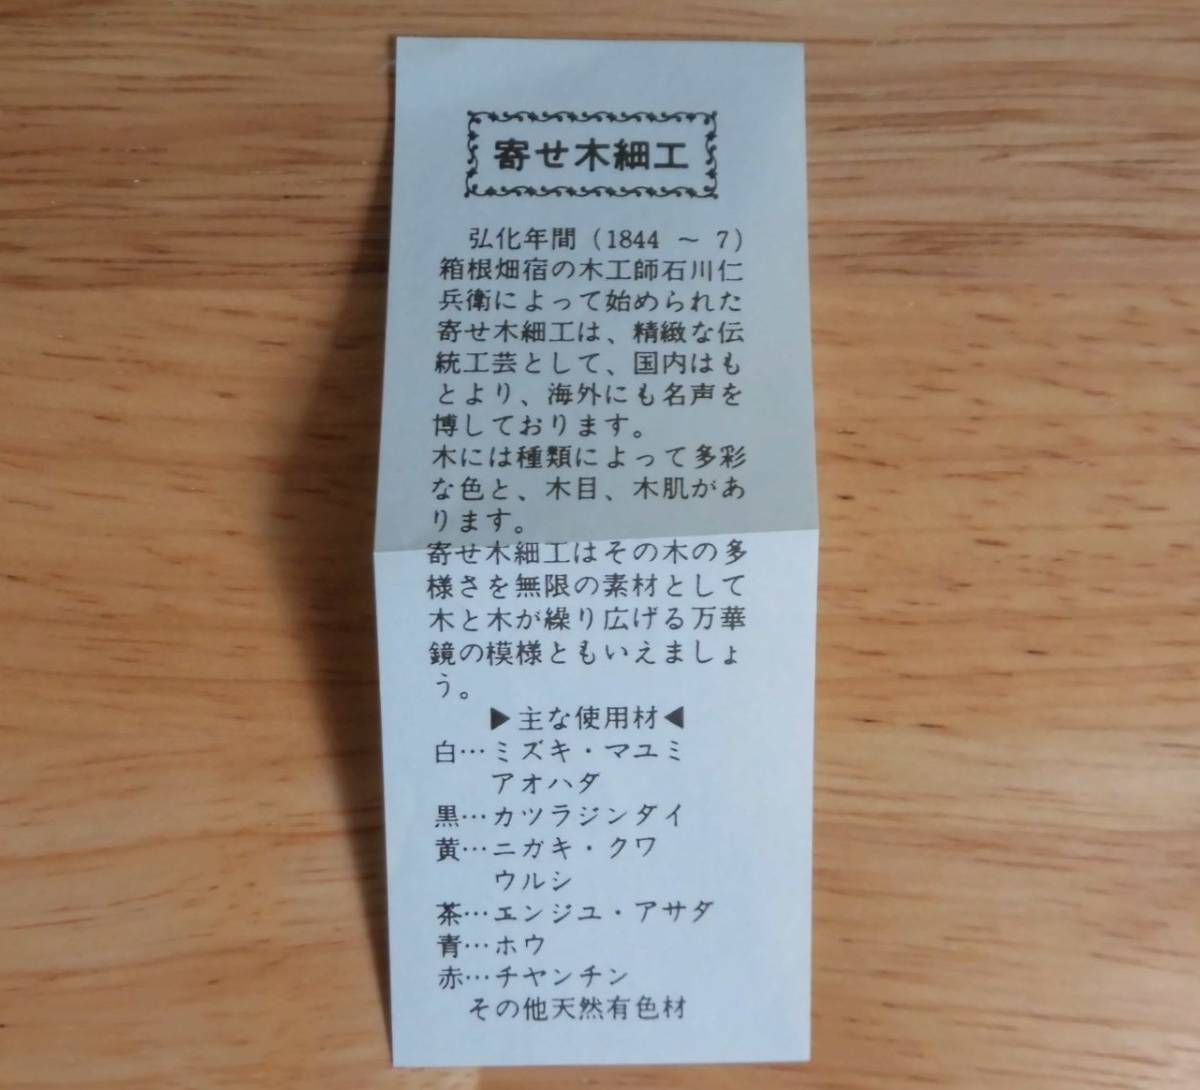 寄せ木細工
弘化年間(1844 ~ 7)
箱根畑宿の木工師石川仁
兵衛によって始められた
寄せ木細工は、精緻な伝
統工芸として、国内はも
とより、海外にも名声を
博しております。
木には種類によって多彩
な色と、木目、木肌があ
ります。
寄せ木細工はその木の多
様さを無限の素材として
木と木が繰り広げる万華
鏡の模様ともいえましょ
う。
▶主な使用材◀
白…ミズキ・マユミ
アオハダ
黒…カツラジンダイ
黄…ニガキ・クワ
ウルシ
茶…エンジユ・アサダ
青…ホウ
赤…チヤンチン
その他天然有色材